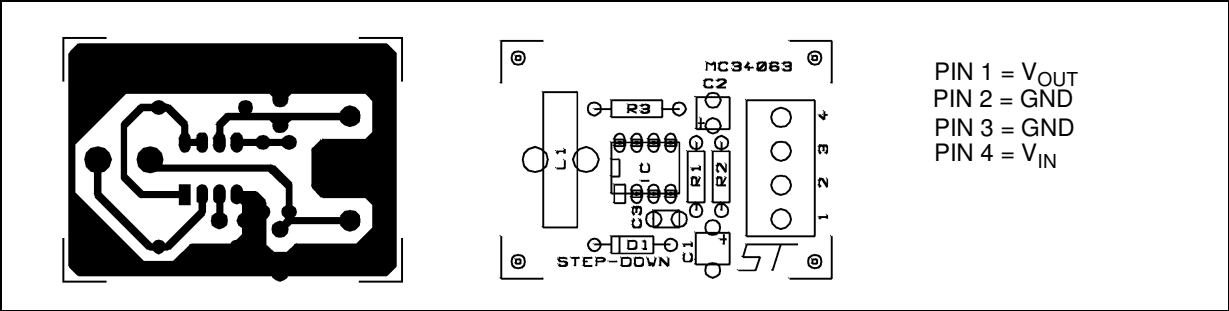 MC34063
C2
R3
L1
IC
R1
R2
C3
D1
C1
STEP-DOWN
ST
4
3
2
1
+
+
PIN 1 = VOUT
PIN 2 = GND
PIN 3 = GND
PIN 4 = VIN